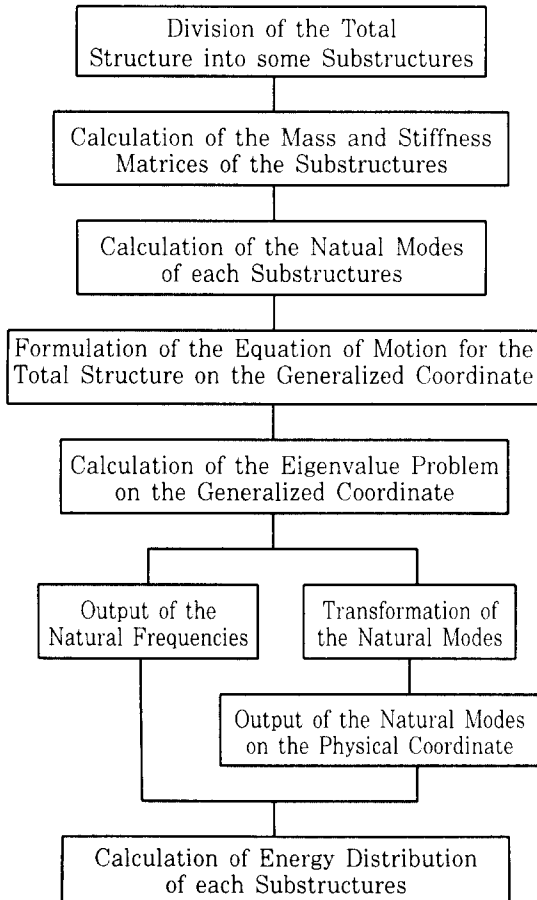 Division of the Total
Structure into some Substructures
Calculation of the Mass and Stiffness
Matrices of the Substructures
Calculation of the Natual Modes
of each Substructures
Formulation of the Equation of Motion for the
Total Structure on the Generalized Coordinate
Calculation of the Eigenvalue Problem
on the Generalized Coordinate
Output of the
Natural Frequencies
Transformation of
the Natural Modes
Output of the Natural Modes
on the Physical Coordinate
Calculation of Energy Distribution
of each Substructures